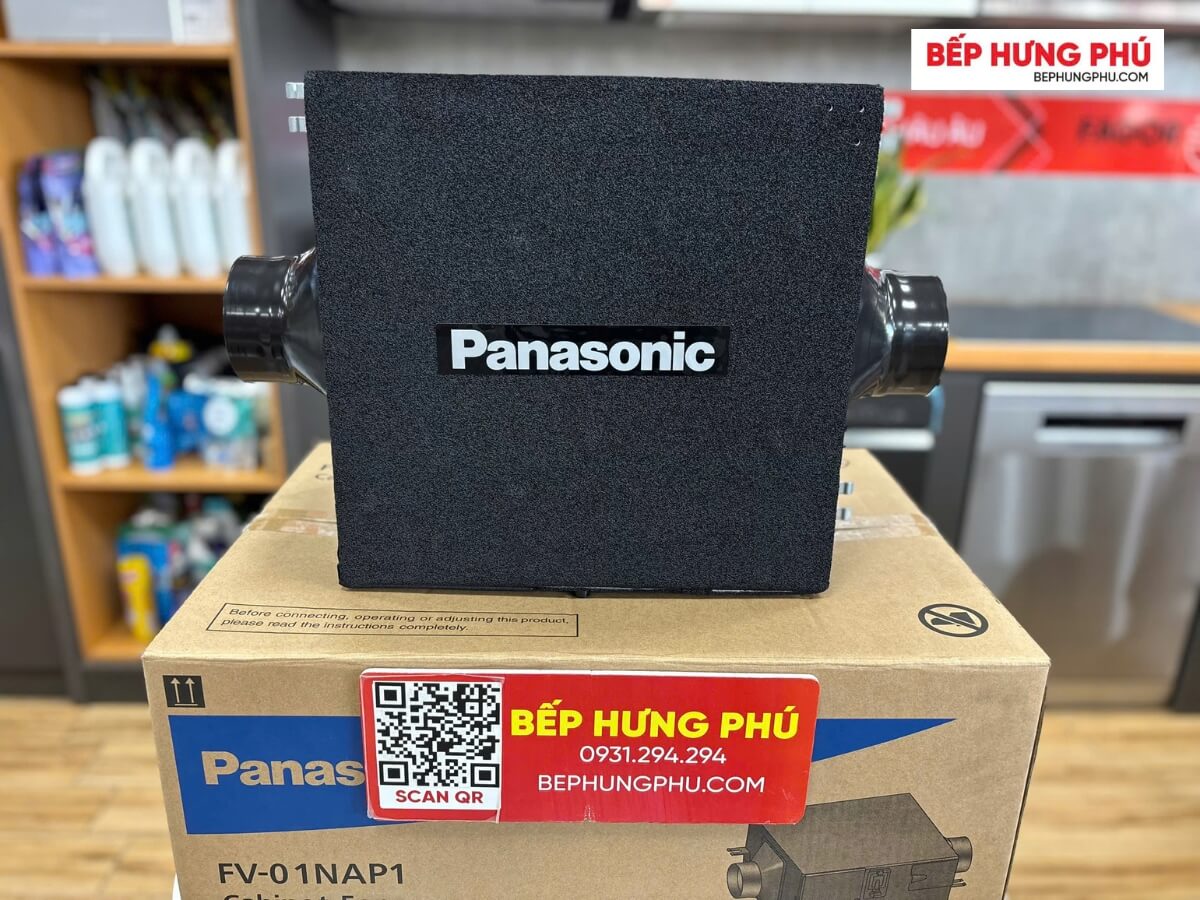 BẾP HƯNG PHÚ
BEPHUNGPHU.COM
FAGOR
Panasonic
Before connecting, operating or adjusting this product,
please read the instructions completely.
Panas
BẾP HƯNG PHÚ
0931.294.294
BEPHUNGPHU.COM
SCAN QR
FV-01NAP1